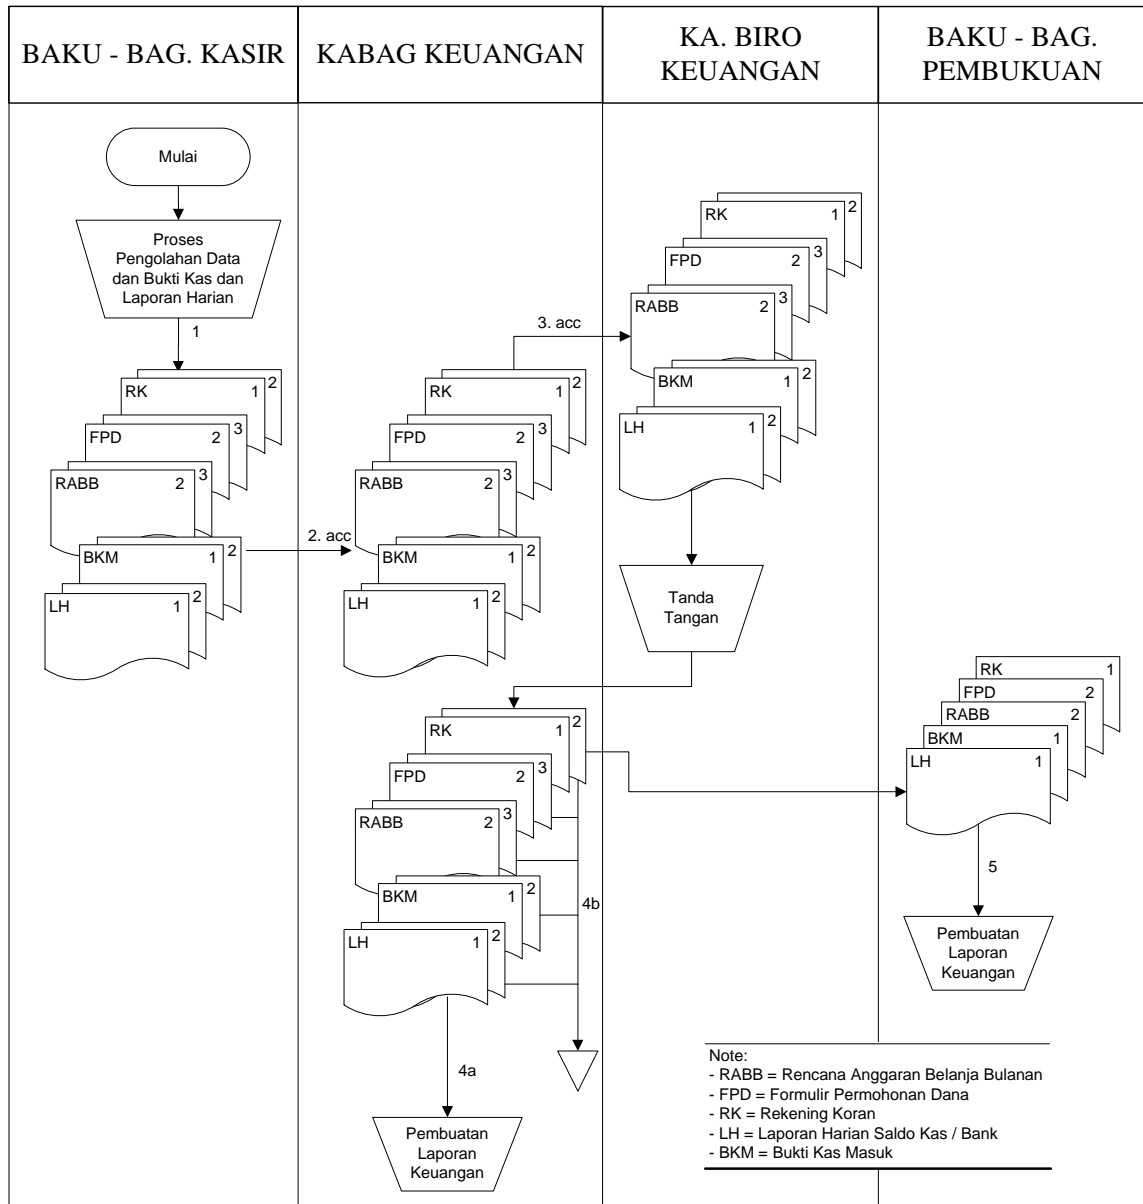 BAKU - BAG. KASIR
KABAG KEUANGAN
KA. BIRO
KEUANGAN
BAKU - BAG.
PEMBUKUAN
Mulai
Proses
Pengolahan Data
dan Bukti Kas dan
Laporan Harian
1
RK 1 2
FPD 2 3
RABB 2 3
BKM 1 2
LH 1 2
2. acc
RK 1 2
FPD 2 3
RABB 2 3
BKM 1 2
LH 1 2
3. acc
RK 1 2
FPD 2 3
RABB 2 3
BKM 1 2
LH 1 2
Tanda
Tangan
RK 1 2
FPD 2 3
RABB 2 3
BKM 1 2
LH 1 2
4b
4a
Pembuatan
Laporan
Keuangan
RK 1
FPD 2
RABB 2
BKM 1
LH 1
5
Pembuatan
Laporan
Keuangan
Note:
- RABB = Rencana Anggaran Belanja Bulanan
- FPD = Formulir Permohonan Dana
- RK = Rekening Koran
- LH = Laporan Harian Saldo Kas / Bank
- BKM = Bukti Kas Masuk